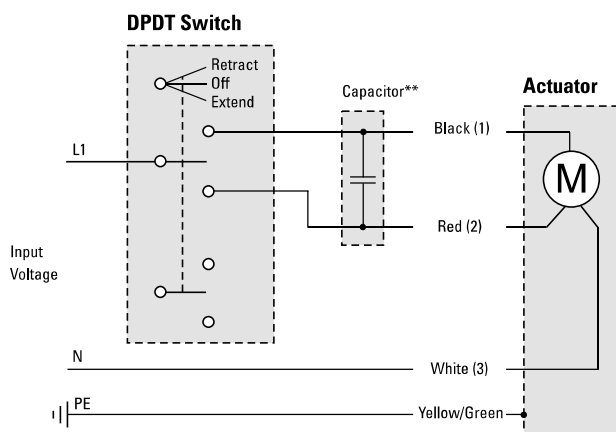 DPDT Switch
Retract
Off
Extend
Capacitor**
Actuator
Black (1)
L1
M
Red (2)
Input
Voltage
N
White (3)
PE
Yellow/Green